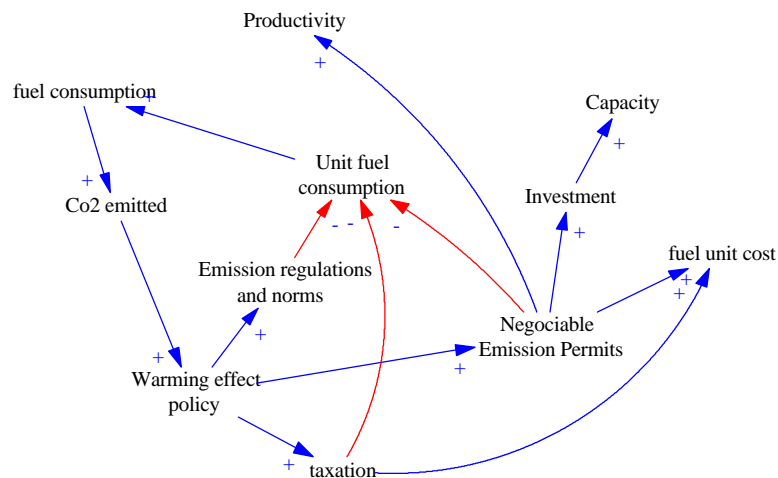 Productivity
+
fuel consumption
+
Capacity
+
Unit fuel
consumption
+
Co2 emitted
Investment
+
- - -
fuel unit cost
+
+
Emission regulations
and norms
+
Negociable
Emission Permits
+
+
Warming effect
policy
+
taxation